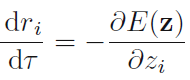 dr_i/dτ = −∂E(𝐳)/∂z_i